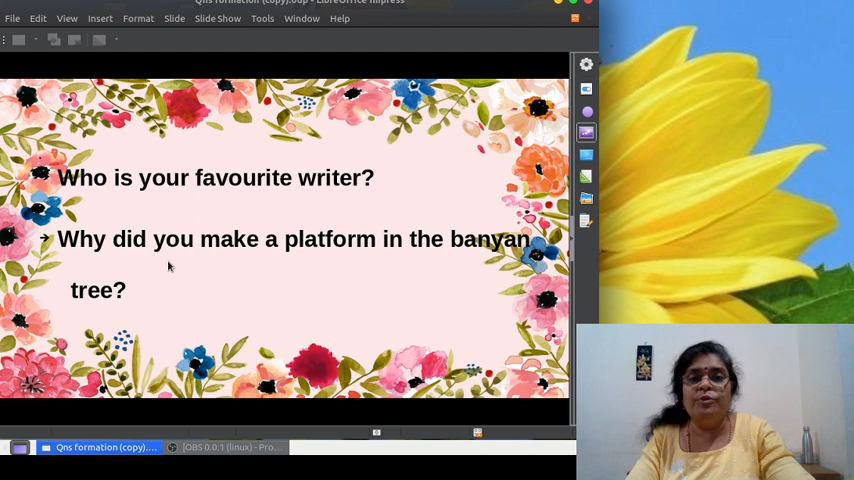 Qns formation (copy).odp - LibreOffice Impress
File Edit View Insert Format Slide Slide Show Tools Window Help
Who is your favourite writer?
Why did you make a platform in the banyan
tree?
Qns formation (copy)....
[OBS 0.0.1 (linux) - Pro...